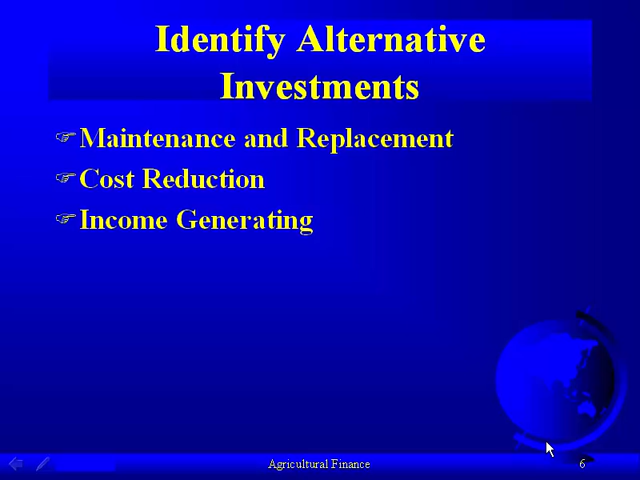 Identify Alternative
Investments
Maintenance and Replacement
Cost Reduction
Income Generating
Agricultural Finance
6